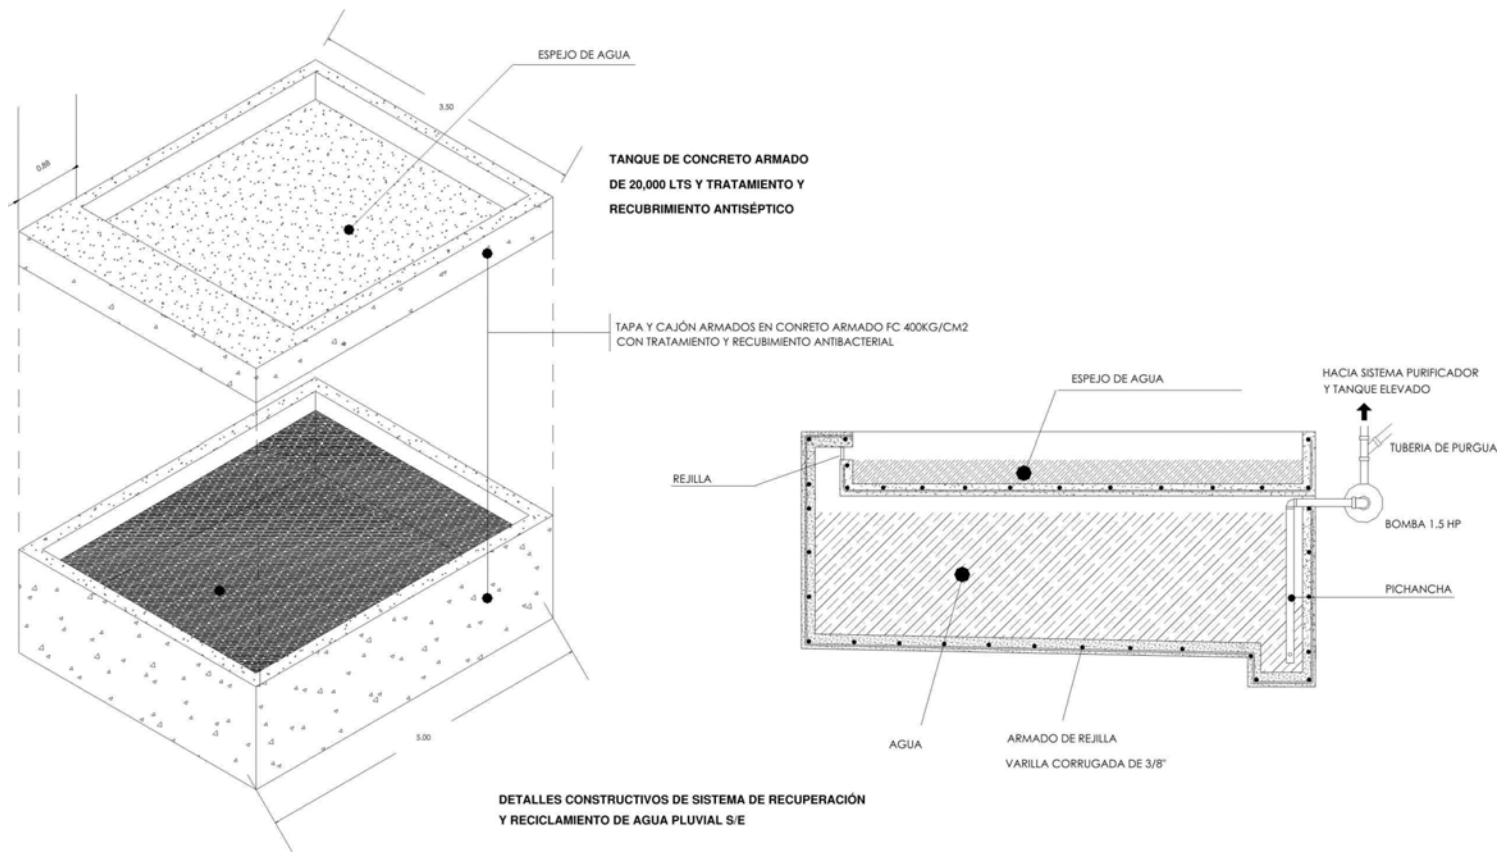 ESPEJO DE AGUA
3.50
0.88
TANQUE DE CONCRETO ARMADO
DE 20,000 LTS Y TRATAMIENTO Y
RECUBRIMIENTO ANTISÉPTICO
TAPA Y CAJÓN ARMADOS EN CONRETO ARMADO FC 400KG/CM2
CON TRATAMIENTO Y RECUBIMIENTO ANTIBACTERIAL
5.00
ESPEJO DE AGUA
HACIA SISTEMA PURIFICADOR
Y TANQUE ELEVADO
TUBERIA DE PURGUA
REJILLA
BOMBA 1.5 HP
PICHANCHA
AGUA
ARMADO DE REJILLA
VARILLA CORRUGADA DE 3/8"
DETALLES CONSTRUCTIVOS DE SISTEMA DE RECUPERACIÓN
Y RECICLAMIENTO DE AGUA PLUVIAL S/E